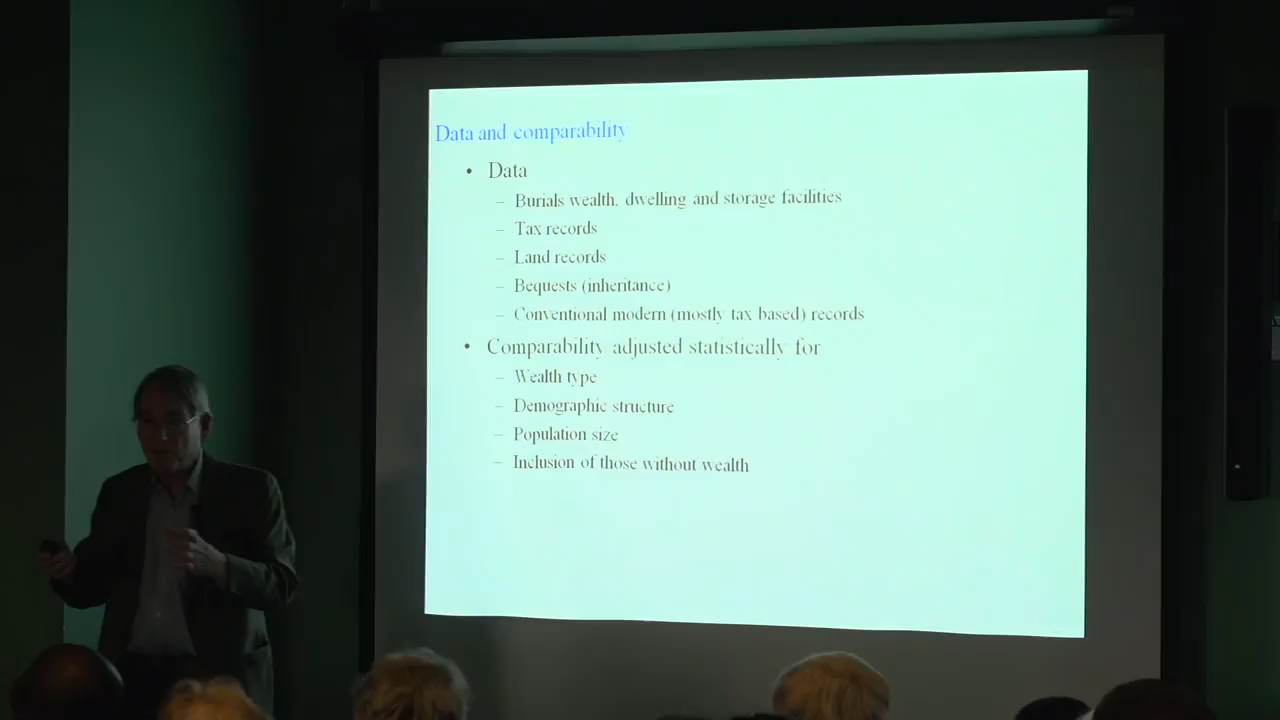 Data and comparability
• Data
– Burials wealth, dwelling and storage facilities
– Tax records
– Land records
– Bequests (inheritance)
– Conventional modern (mostly tax based) records
• Comparability adjusted statistically for
– Wealth type
– Demographic structure
– Population size
– Inclusion of those without wealth